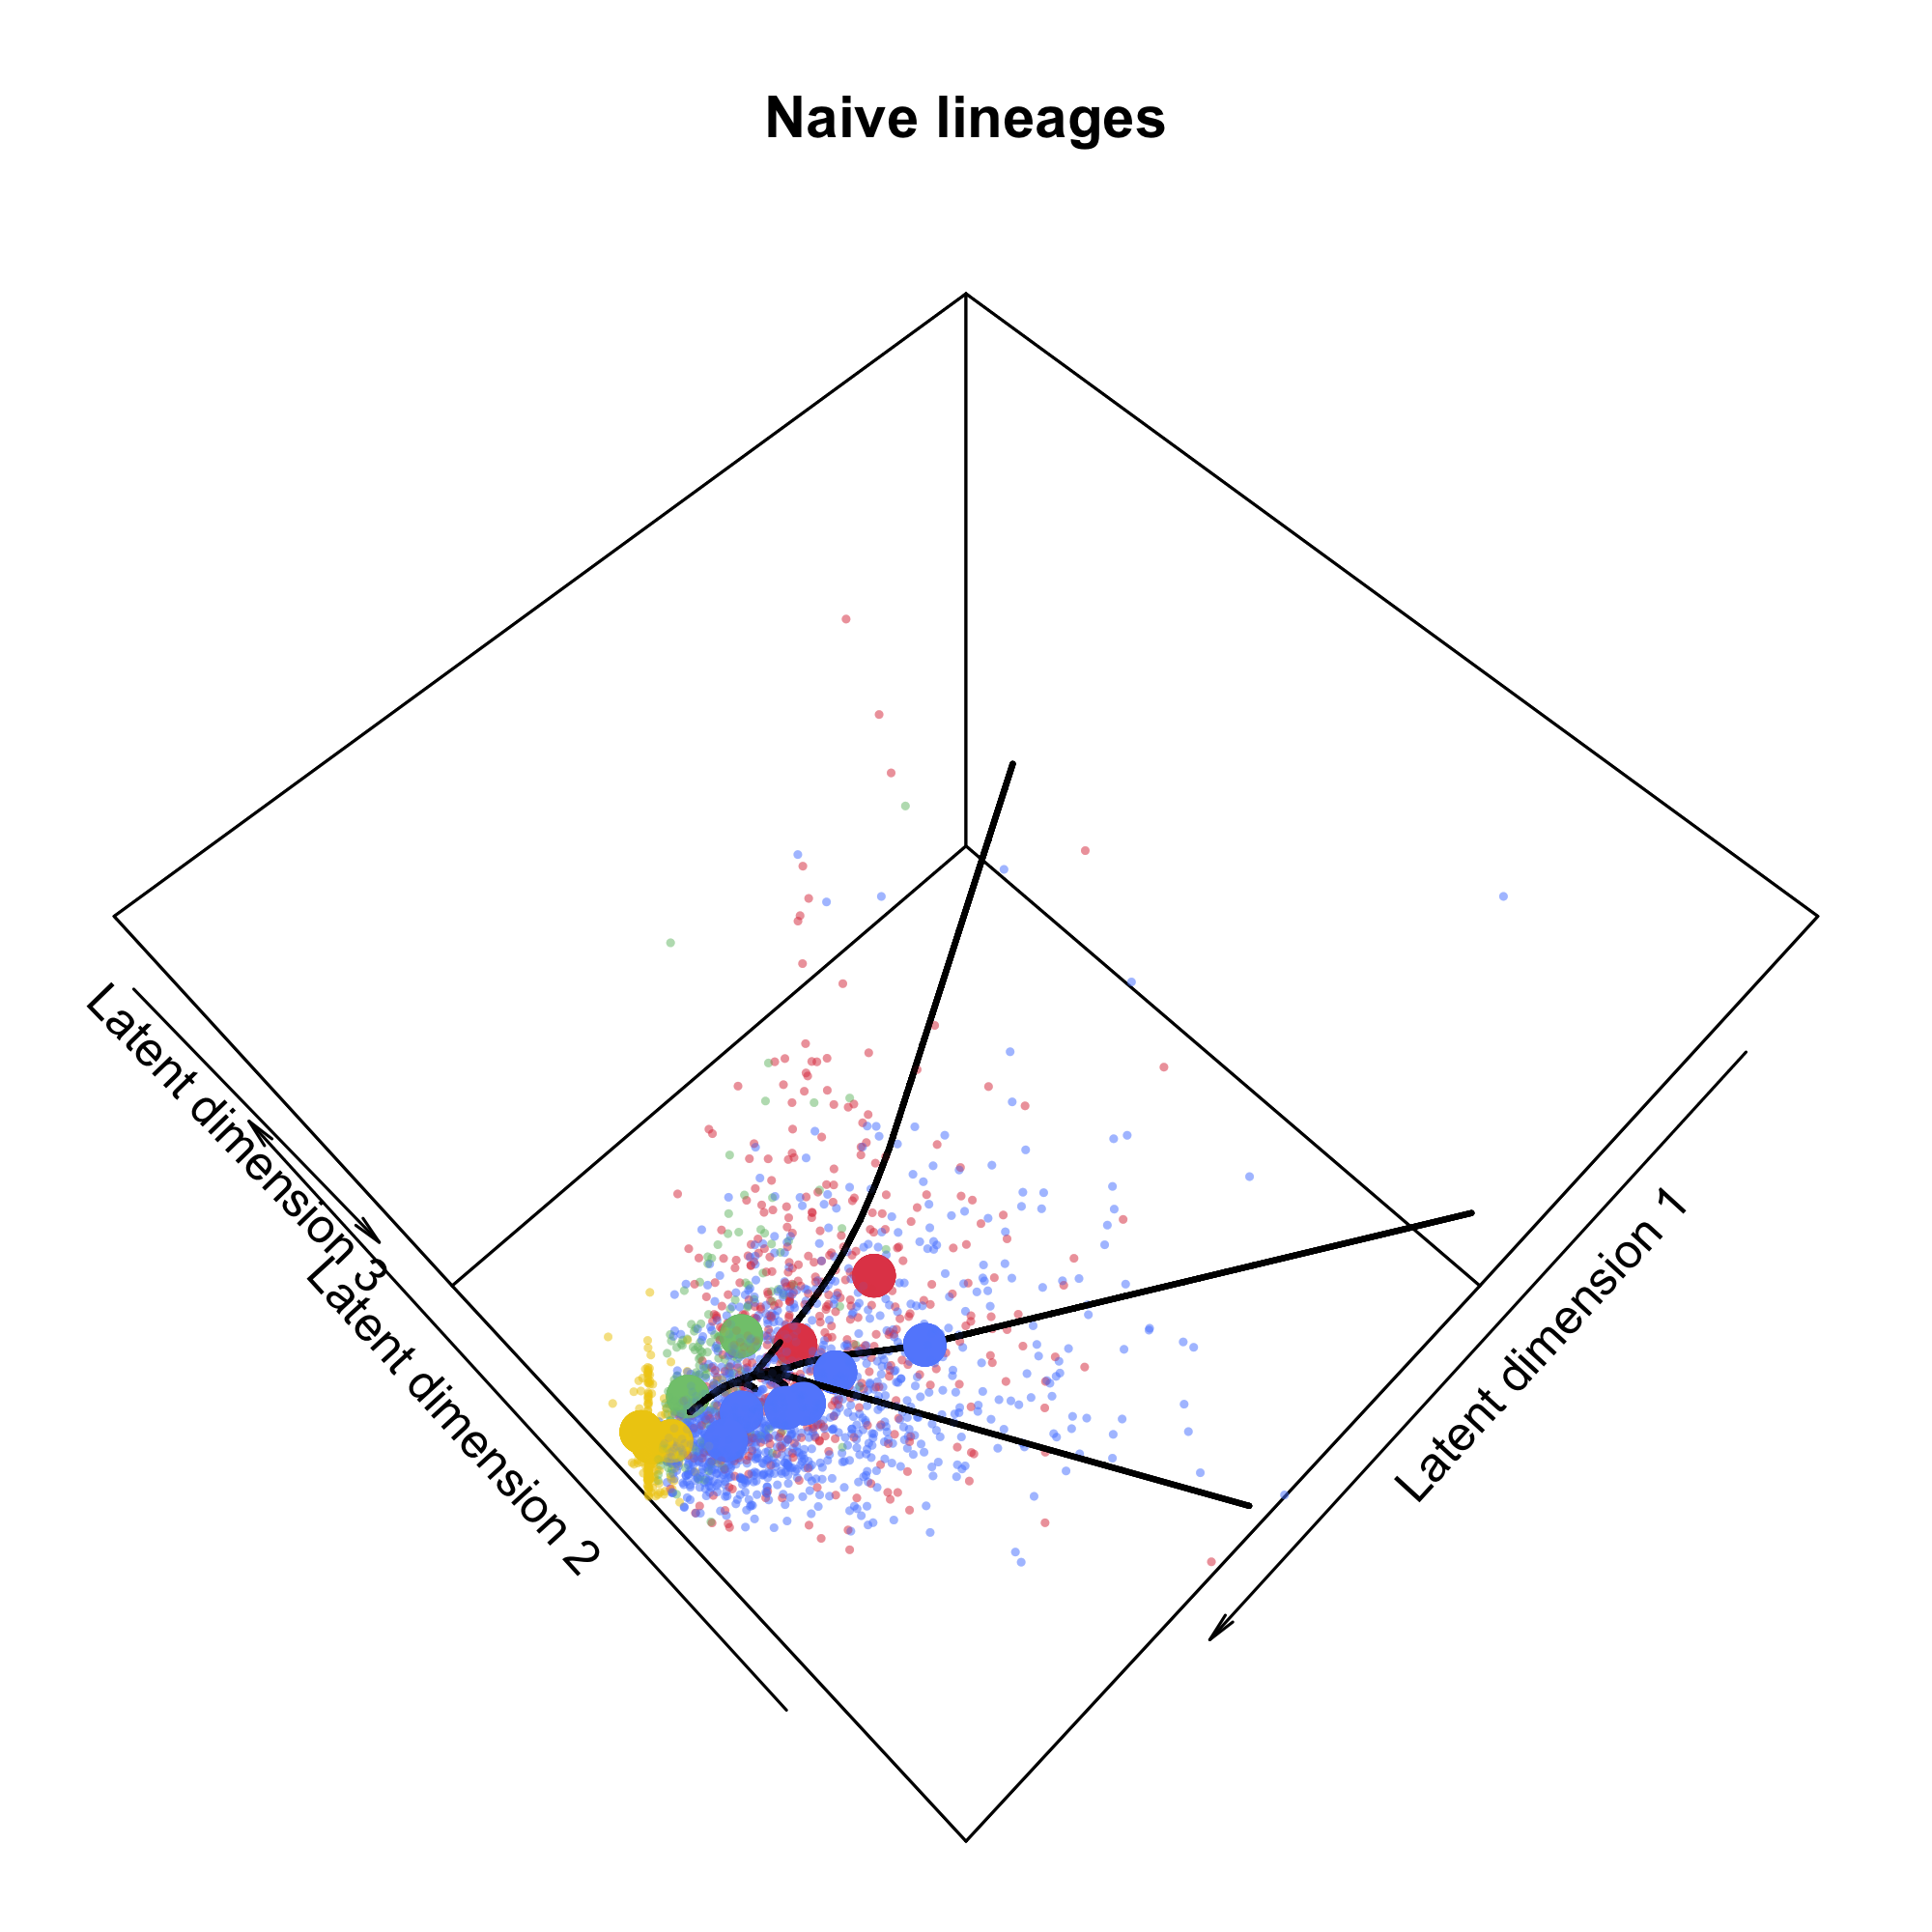 Naive lineages
Latent dimension 3
Latent dimension 2
Latent dimension 1